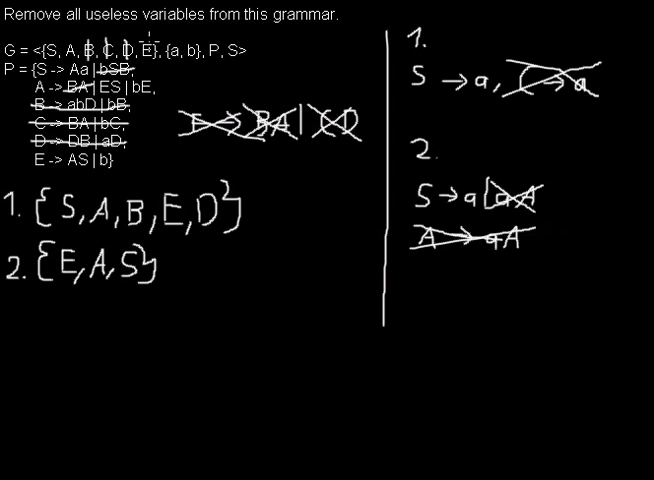 Remove all useless variables from this grammar.
G = <{S, A, B, C, D, E}, {a, b}, P, S>
P = {S -> Aa | bSB,
A -> BA | ES | bE,
B -> abD | bB,
C -> BA | bC,
D -> DB | aD,
E -> AS | b}
E -> BA | CD
1. {S, A, B, E, D}
2. {E, A, S}
1.
S -> a, C -> a
2.
S -> a | aA
A -> aA